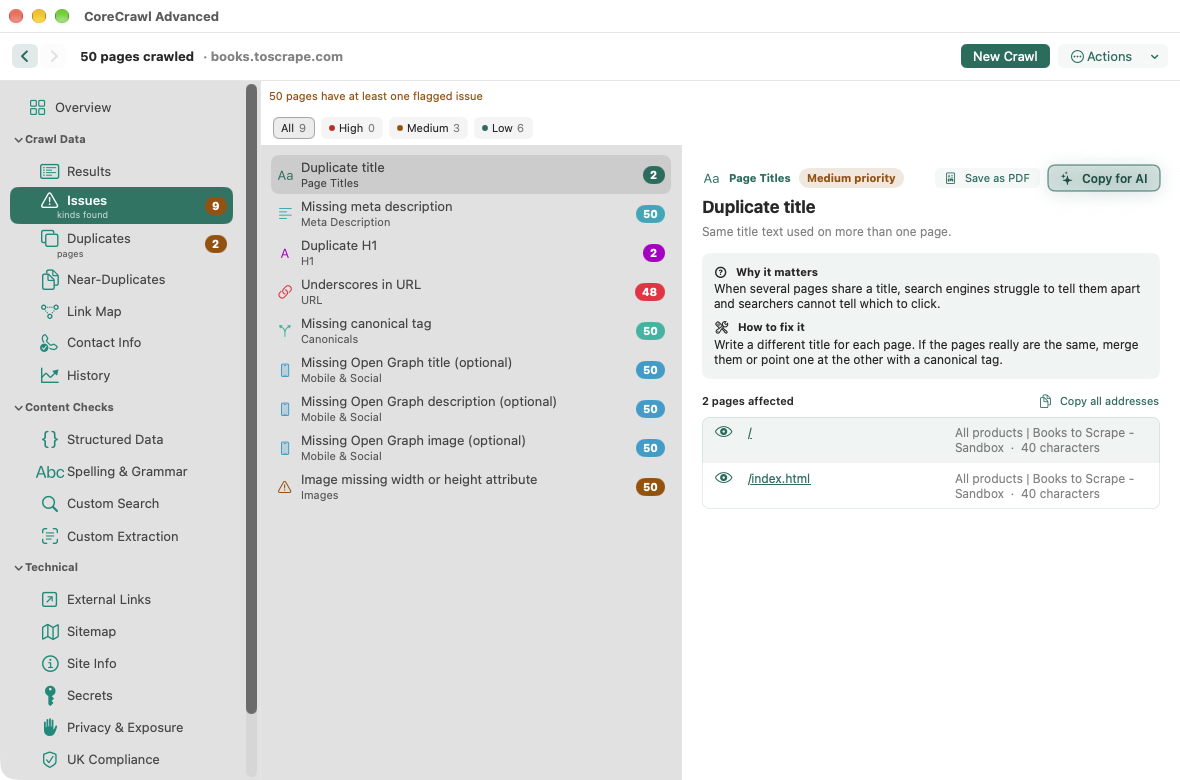 CoreCrawl Advanced
50 pages crawled · books.toscrape.com
New Crawl
Actions
Overview
Crawl Data
Results
Issues
kinds found
9
Duplicates
pages
2
Near-Duplicates
Link Map
Contact Info
History
Content Checks
{} Structured Data
Abc Spelling & Grammar
Custom Search
Custom Extraction
Technical
External Links
Sitemap
Site Info
Secrets
Privacy & Exposure
UK Compliance
50 pages have at least one flagged issue
All 9
High 0
Medium 3
Low 6
Aa Duplicate title
Page Titles
2
Missing meta description
Meta Description
50
A Duplicate H1
H1
2
Underscores in URL
URL
48
Missing canonical tag
Canonicals
50
Missing Open Graph title (optional)
Mobile & Social
50
Missing Open Graph description (optional)
Mobile & Social
50
Missing Open Graph image (optional)
Mobile & Social
50
Image missing width or height attribute
Images
50
Aa Page Titles
Medium priority
Save as PDF
Copy for AI
Duplicate title
Same title text used on more than one page.
Why it matters
When several pages share a title, search engines struggle to tell them apart
and searchers cannot tell which to click.
How to fix it
Write a different title for each page. If the pages really are the same, merge
them or point one at the other with a canonical tag.
2 pages affected
Copy all addresses
/
All products | Books to Scrape -
Sandbox · 40 characters
/index.html
All products | Books to Scrape -
Sandbox · 40 characters